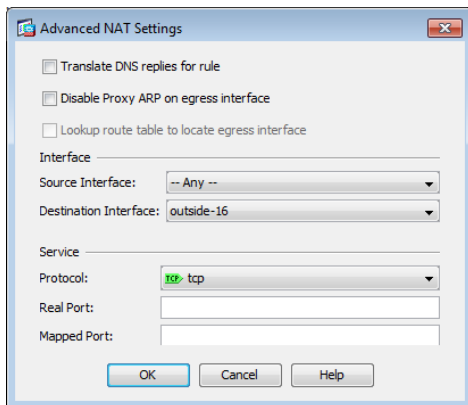 Advanced NAT Settings
Translate DNS replies for rule
Disable Proxy ARP on egress interface
Lookup route table to locate egress interface
Interface
Source Interface: -- Any --
Destination Interface: outside-16
Service
Protocol: TCP tcp
Real Port:
Mapped Port:
OK Cancel Help